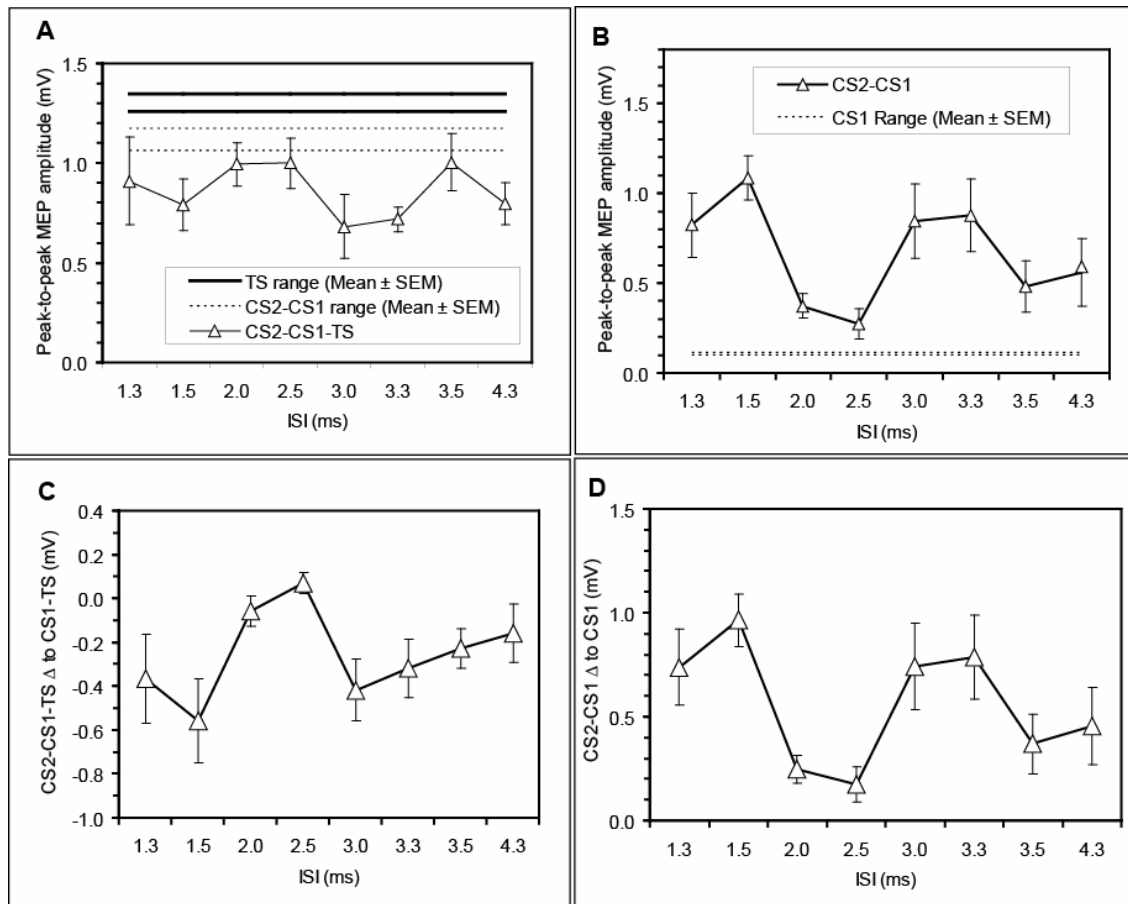 A
Peak-to-peak MEP amplitude (mV)
1.5
1.0
0.5
0.0
TS range (Mean ± SEM)
CS2-CS1 range (Mean ± SEM)
CS2-CS1-TS
1.3 1.5 2.0 2.5 3.0 3.3 3.5 4.3
ISI (ms)
B
Peak-to-peak MEP amplitude (mV)
1.5
1.0
0.5
0.0
CS2-CS1
CS1 Range (Mean ± SEM)
1.3 1.5 2.0 2.5 3.0 3.3 3.5 4.3
ISI (ms)
C
CS2-CS1-TS Δ to CS1-TS (mV)
0.4
0.2
0.0
-0.2
-0.4
-0.6
-0.8
-1.0
1.3 1.5 2.0 2.5 3.0 3.3 3.5 4.3
ISI (ms)
D
CS2-CS1 Δ to CS1 (mV)
1.5
1.0
0.5
0.0
1.3 1.5 2.0 2.5 3.0 3.3 3.5 4.3
ISI (ms)